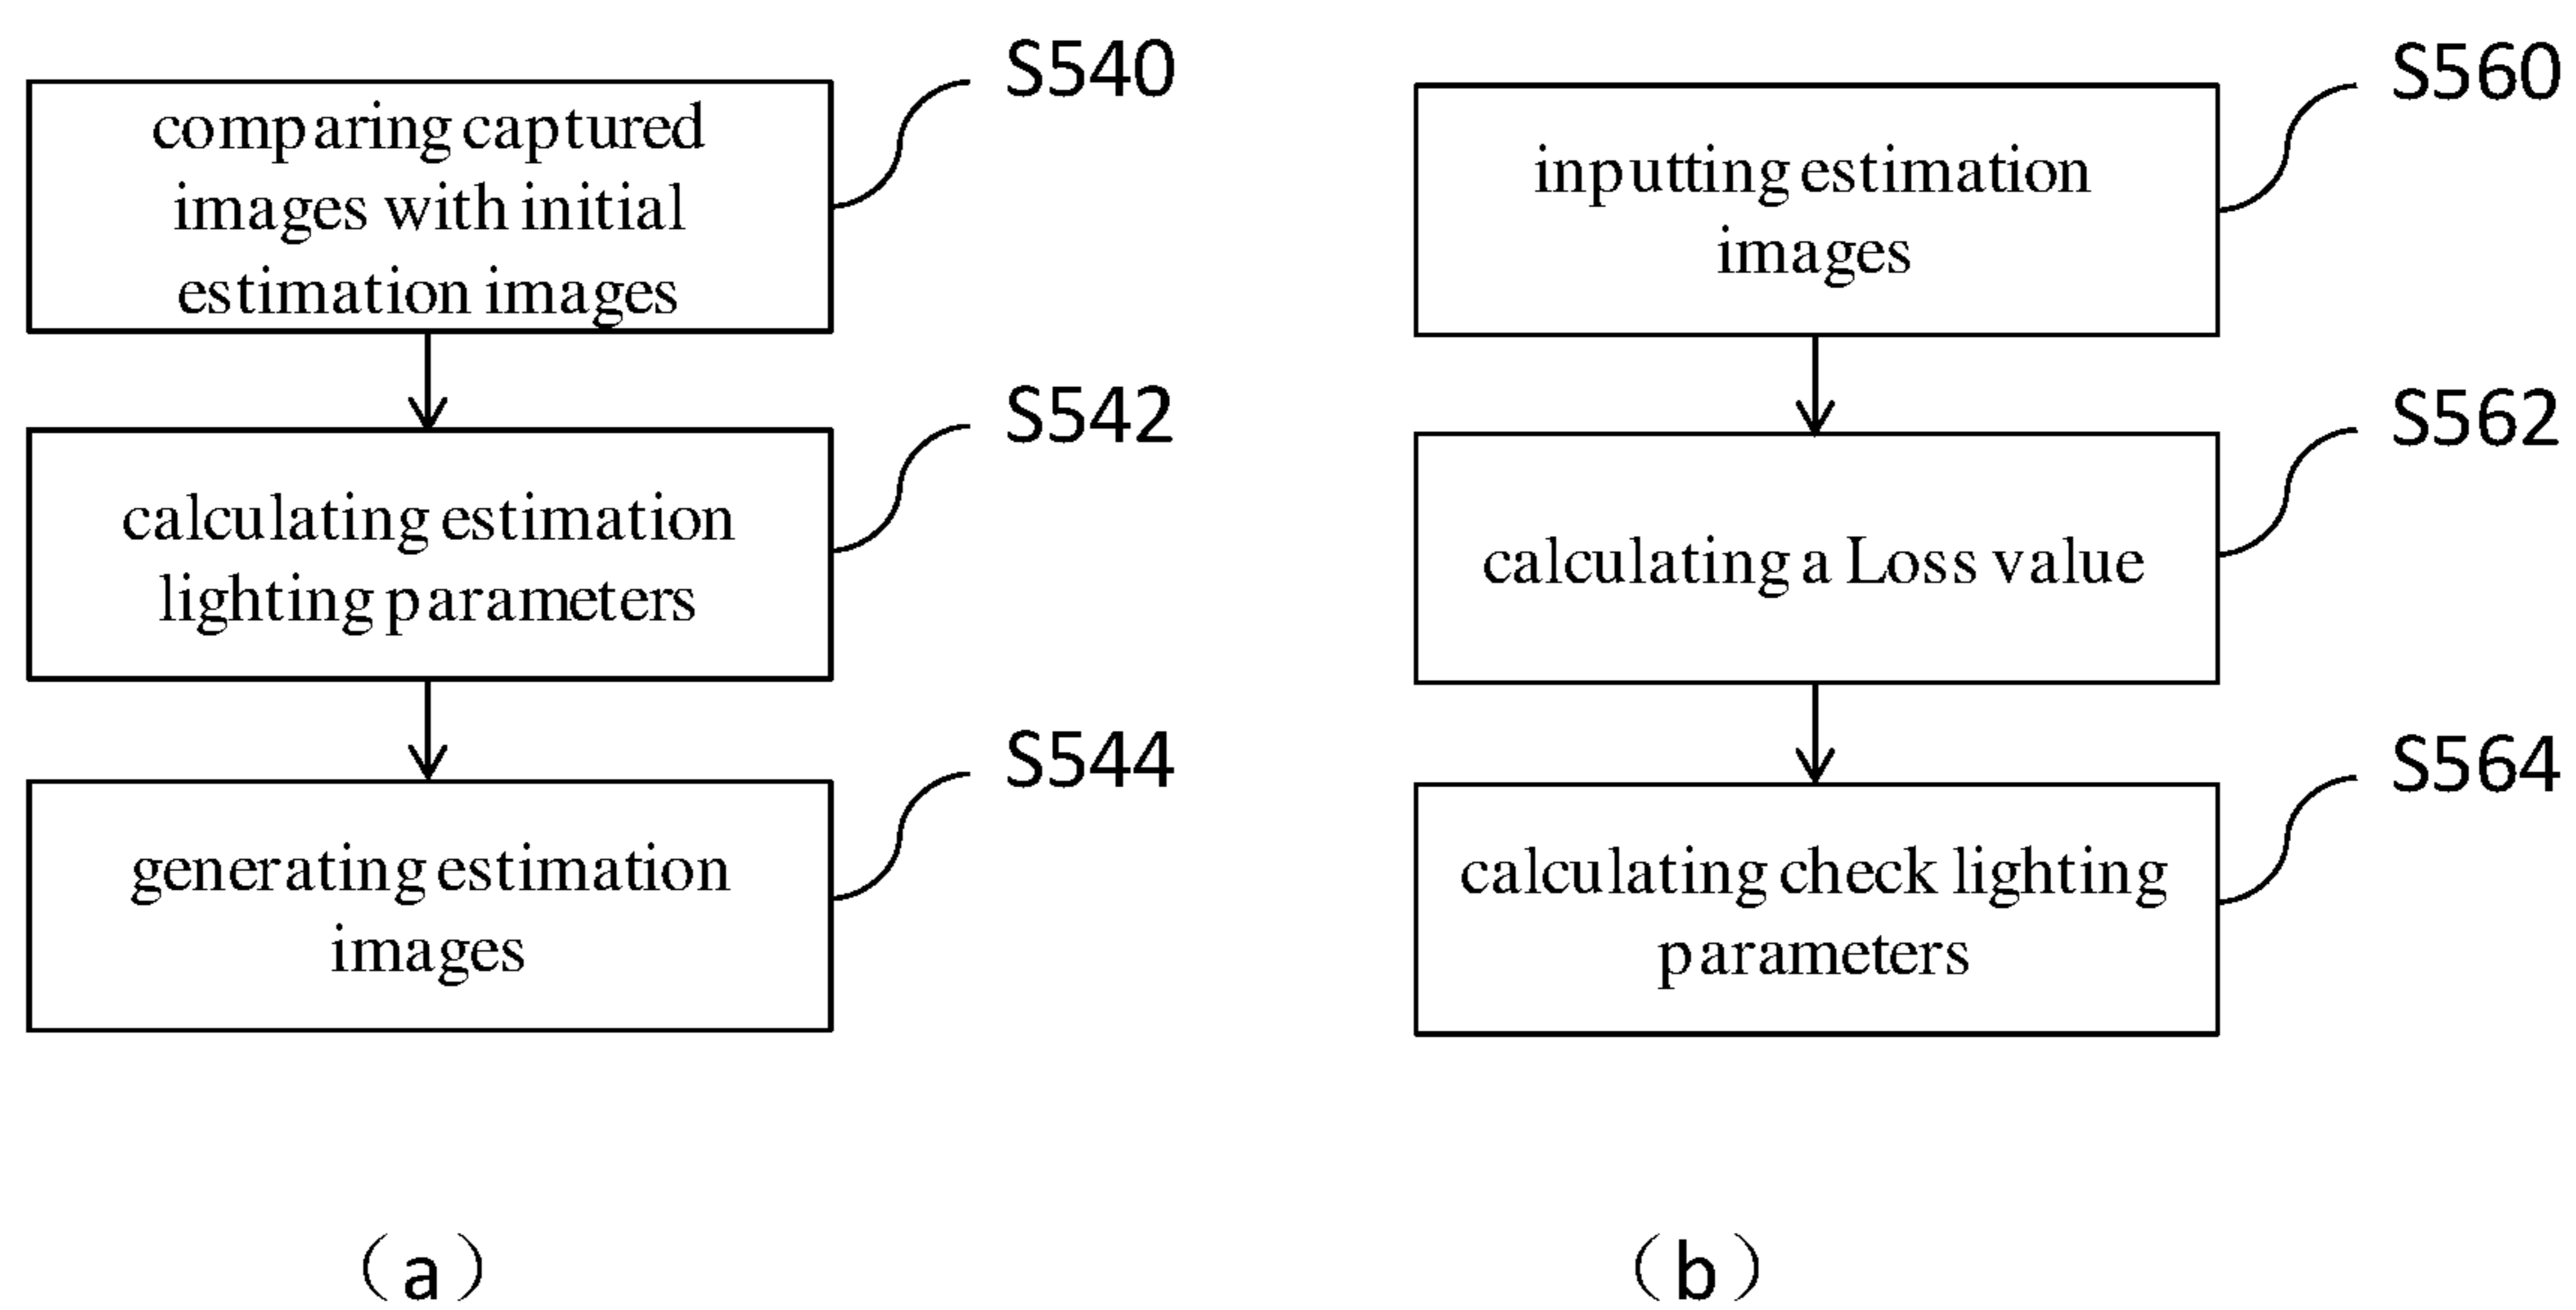 S540
comparing captured
images with initial
estimation images
S542
calculating estimation
lighting parameters
S544
generating estimation
images
(a)
S560
inputting estimation
images
S562
calculating a Loss value
S564
calculating check lighting
parameters
(b)